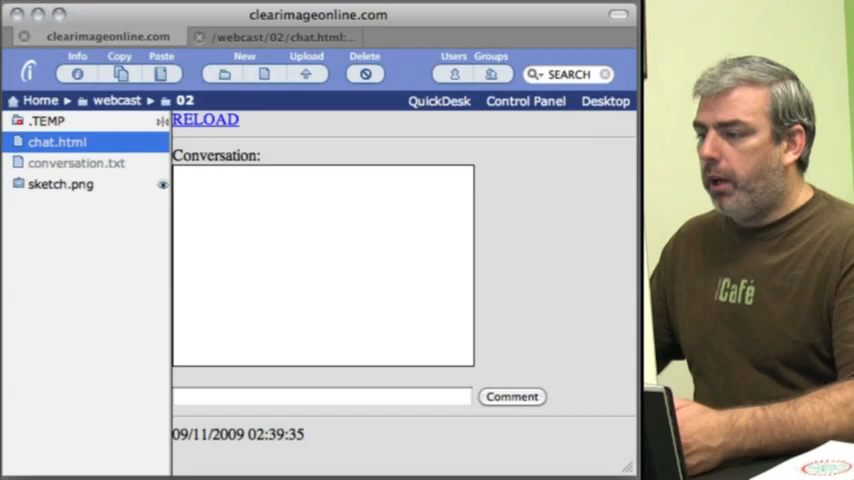 clearimageonline.com
clearimageonline.com
/webcast/02/chat.html:...
Info Copy Paste New Upload Delete Users Groups
SEARCH
Home webcast 02 QuickDesk Control Panel Desktop
.TEMP
chat.html
conversation.txt
sketch.png
RELOAD
Conversation:
Comment
09/11/2009 02:39:35
Café